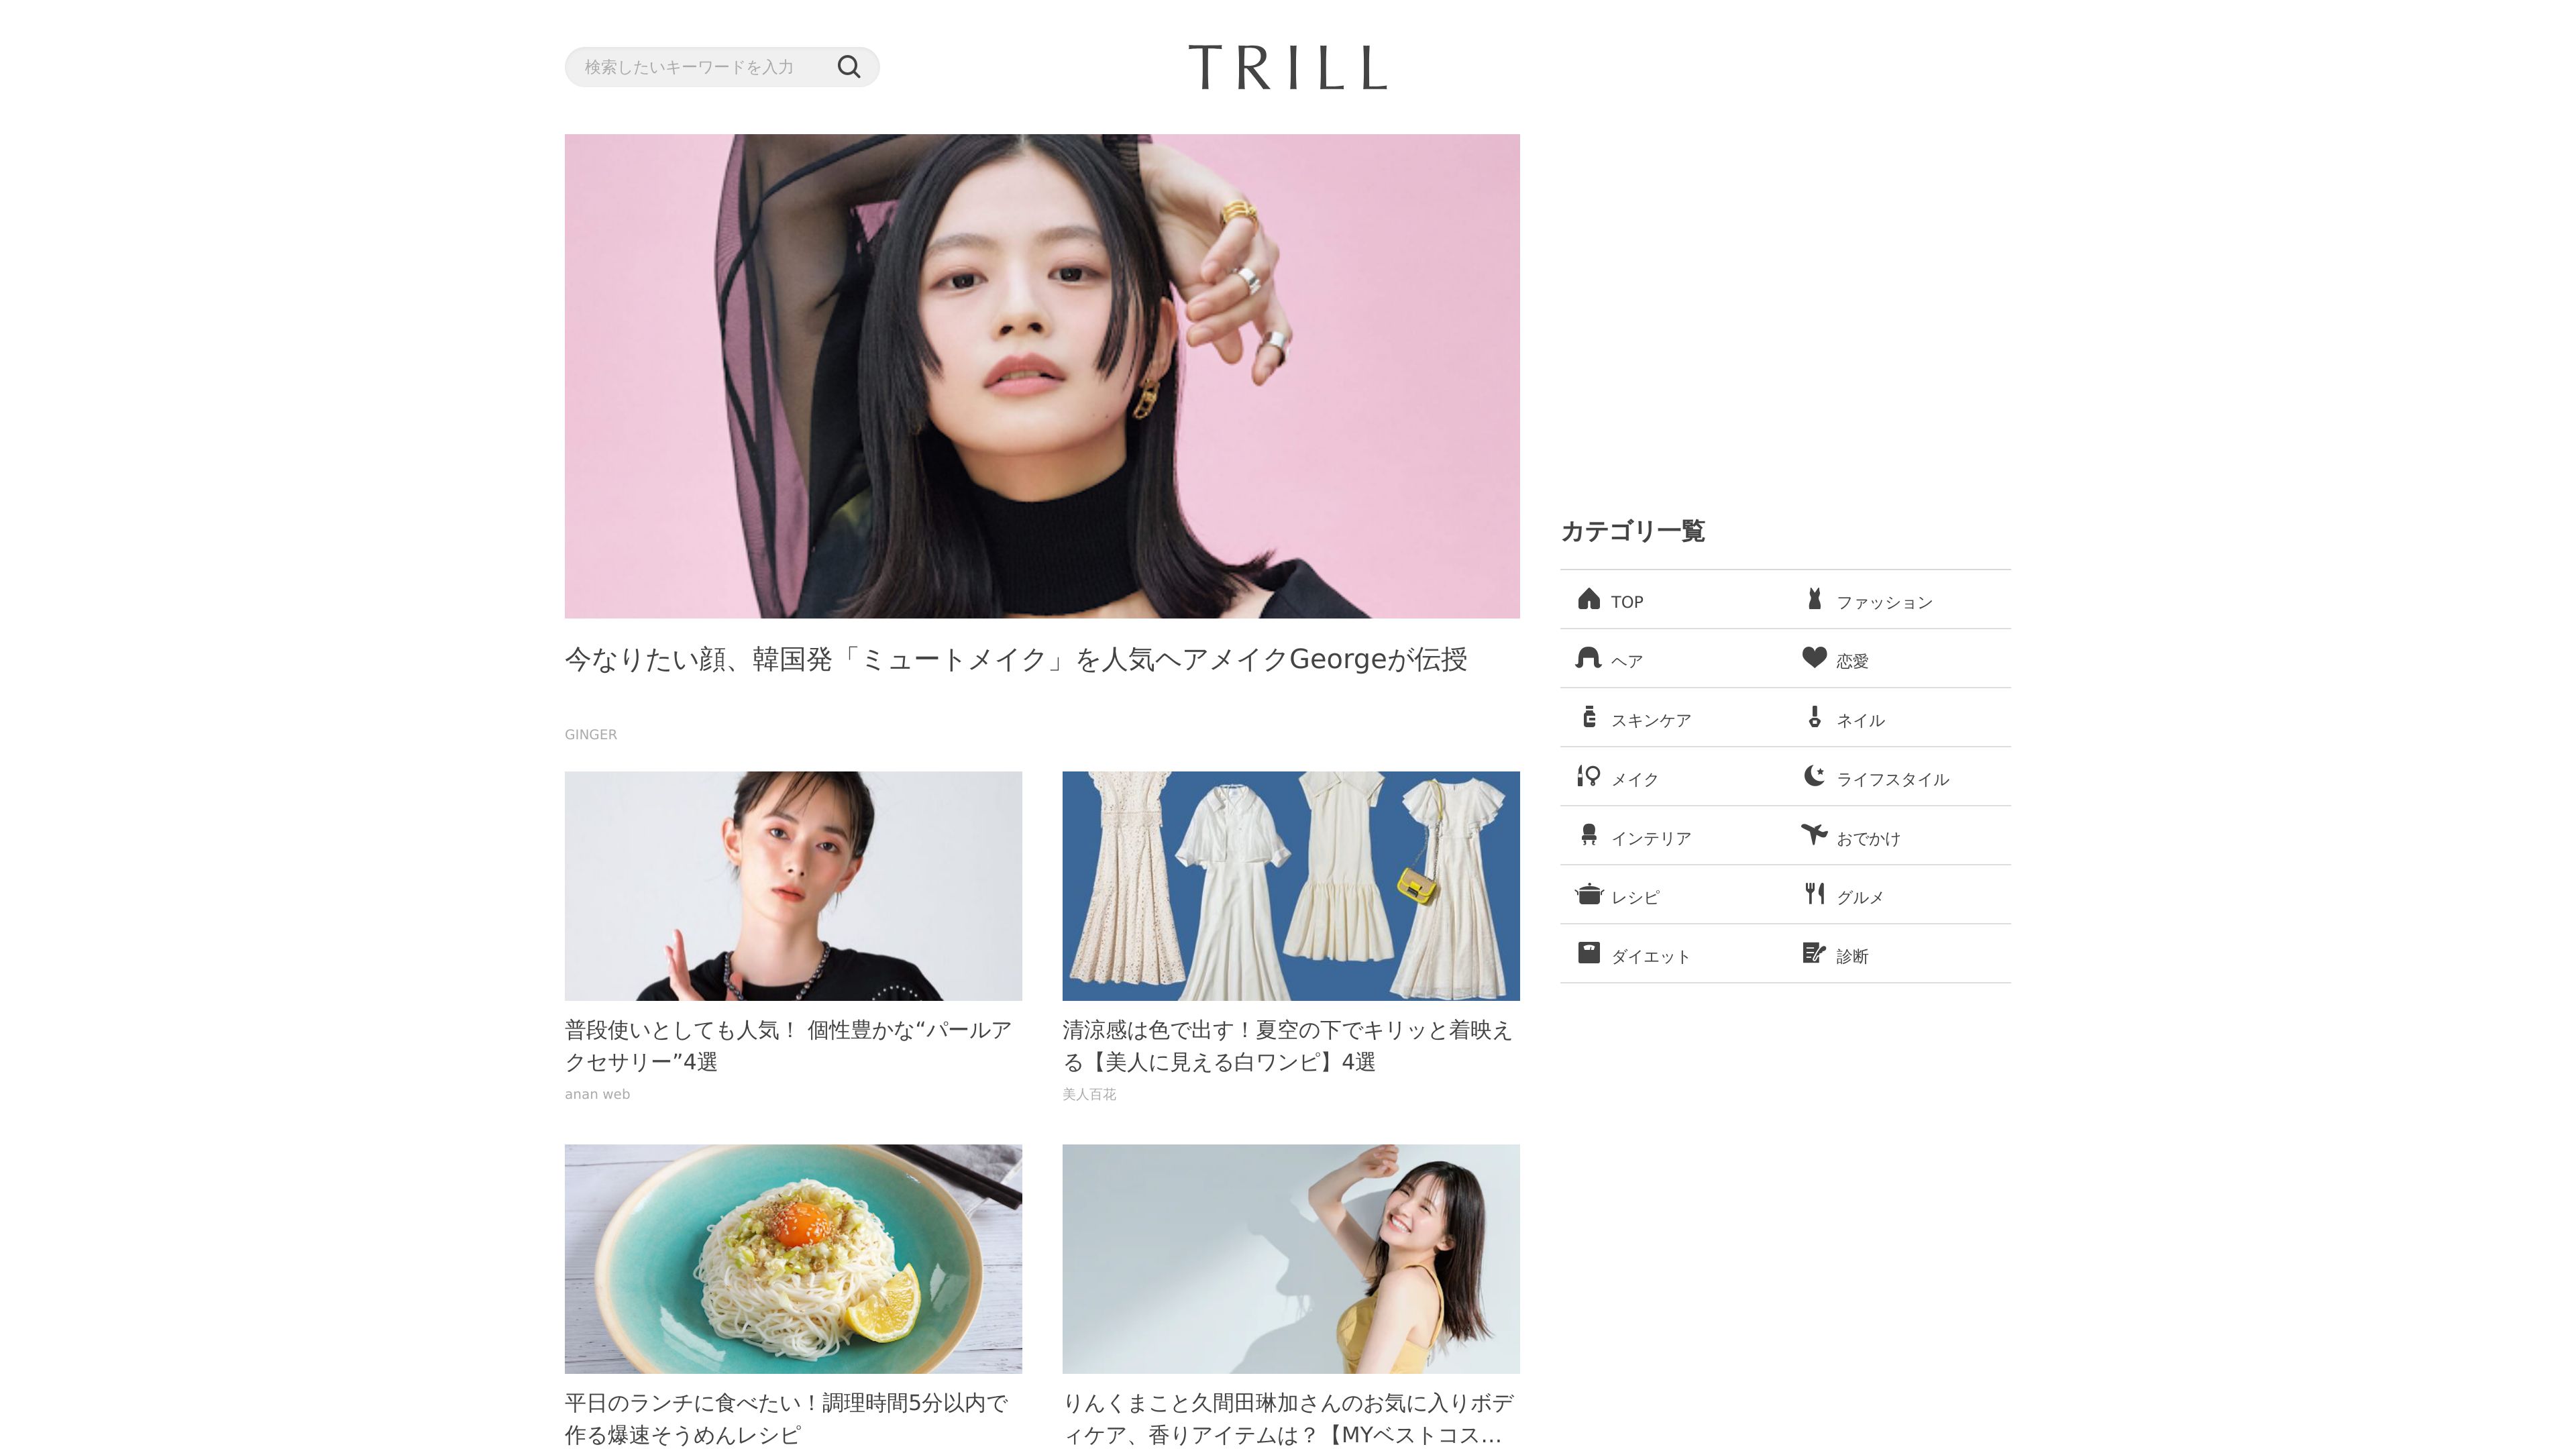 検索したいキーワードを入力
TRILL
今なりたい顔、韓国発「ミュートメイク」を人気ヘアメイクGeorgeが伝授
GINGER
普段使いとしても人気！ 個性豊かな“パールア
クセサリー”4選
anan web
清涼感は色で出す！夏空の下でキリッと着映え
る【美人に見える白ワンピ】4選
美人百花
平日のランチに食べたい！調理時間5分以内で
作る爆速そうめんレシピ
りんくまこと久間田琳加さんのお気に入りボデ
ィケア、香りアイテムは？【MYベストコス…
カテゴリ一覧
TOP
ファッション
ヘア
恋愛
スキンケア
ネイル
メイク
ライフスタイル
インテリア
おでかけ
レシピ
グルメ
ダイエット
診断